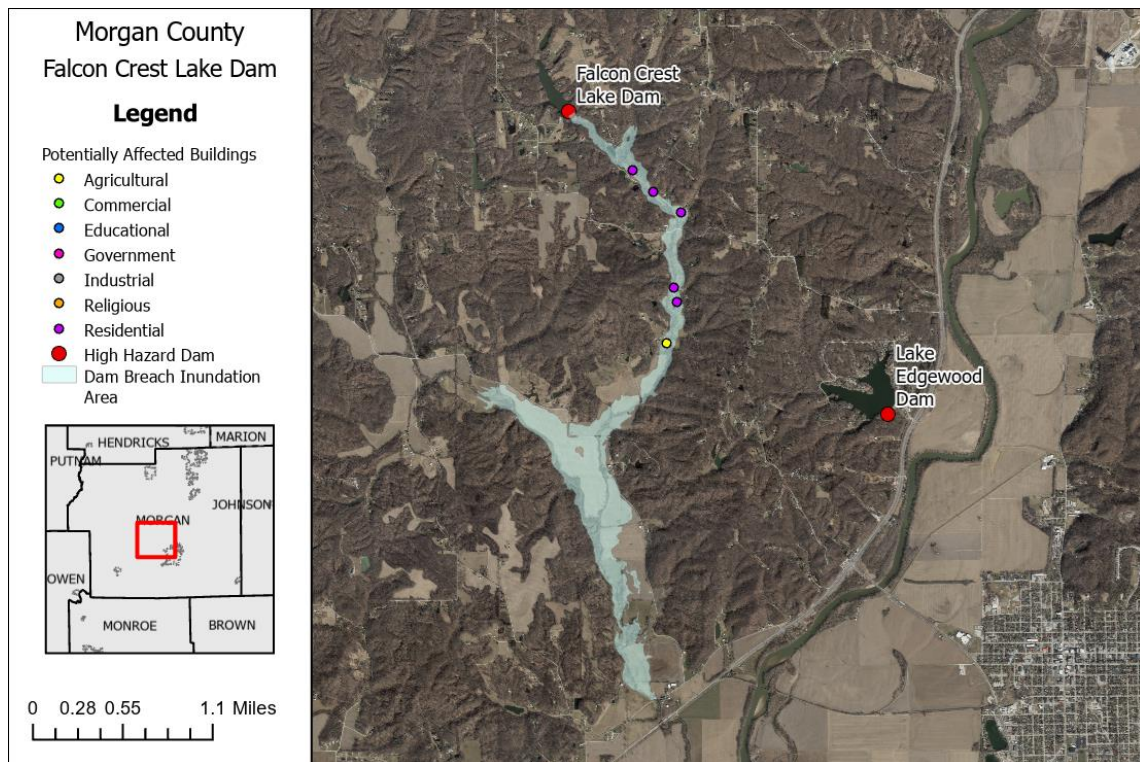 Morgan County
Falcon Crest Lake Dam
Legend
Potentially Affected Buildings
Agricultural
Commercial
Educational
Government
Industrial
Religious
Residential
High Hazard Dam
Dam Breach Inundation
Area
HENDRICKS
MARION
PUTNAM
MORGAN
JOHNSON
OWEN
MONROE
BROWN
0 0.28 0.55 1.1 Miles
Falcon Crest
Lake Dam
Lake
Edgewood
Dam